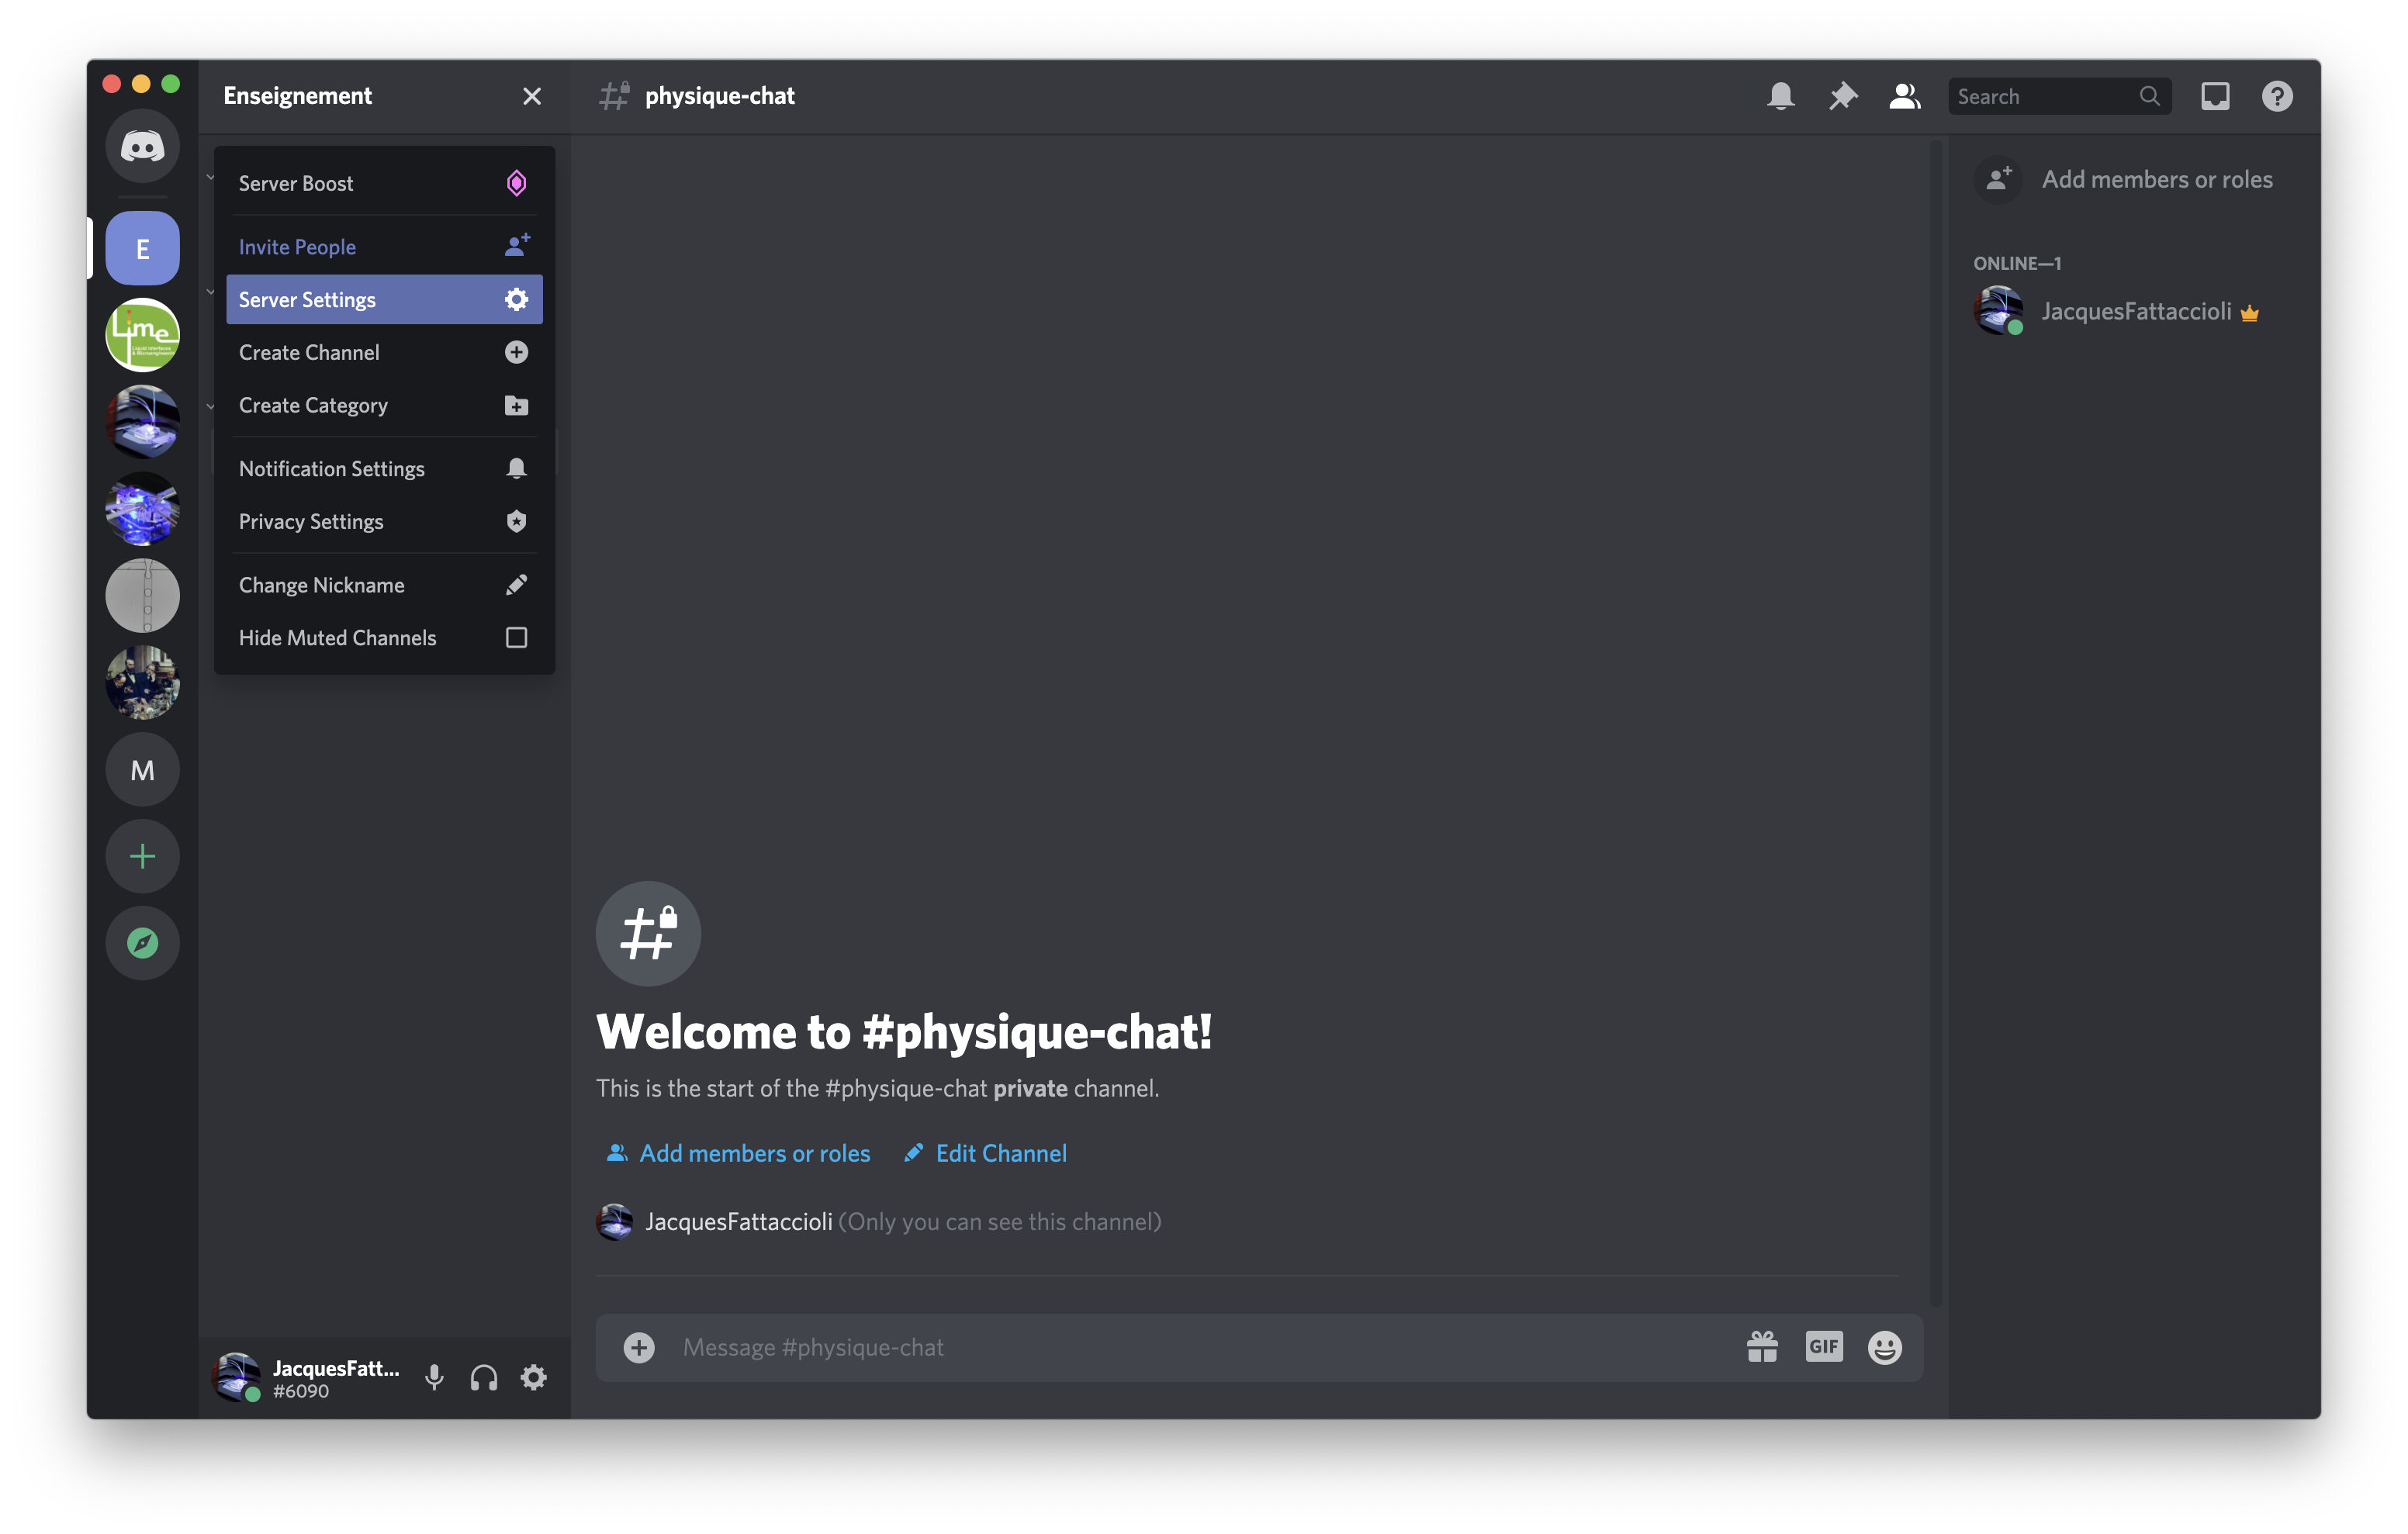 Enseignement
physique-chat
Search
E
Lime
Server Boost
Invite People
Server Settings
Create Channel
Create Category
Notification Settings
Privacy Settings
Change Nickname
Hide Muted Channels
M
Add members or roles
ONLINE—1
JacquesFattaccioli
Welcome to #physique-chat!
This is the start of the #physique-chat private channel.
Add members or roles
Edit Channel
JacquesFattaccioli (Only you can see this channel)
Message #physique-chat
GIF
JacquesFatt...
#6090